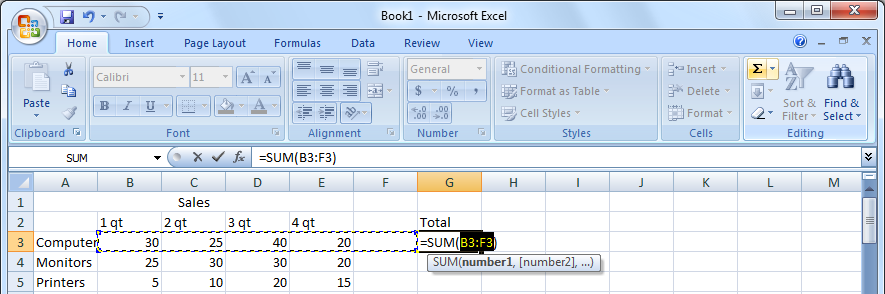 Book1 - Microsoft Excel
Home Insert Page Layout Formulas Data Review View
Calibri 11 General Conditional Formatting Insert Σ
Paste Format as Table Delete Sort & Filter Find & Select
B I U A $ % , Cell Styles Format
Clipboard Font Alignment Number Styles Cells Editing
SUM fx =SUM(B3:F3)
A B C D E F G H I J K L M
1 Sales
2 1 qt 2 qt 3 qt 4 qt Total
3 Computer 30 25 40 20 =SUM(B3:F3)
4 Monitors 25 30 30 20 SUM(number1, [number2], ...)
5 Printers 5 10 20 15